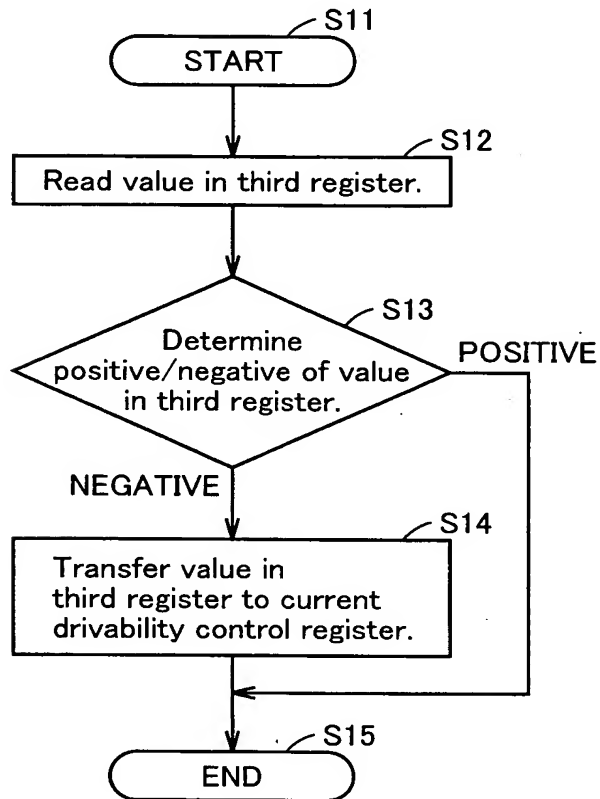 S11
START
S12
Read value in third register.
S13
Determine
positive/negative of value
in third register.
POSITIVE
NEGATIVE
S14
Transfer value in
third register to current
drivability control register.
S15
END